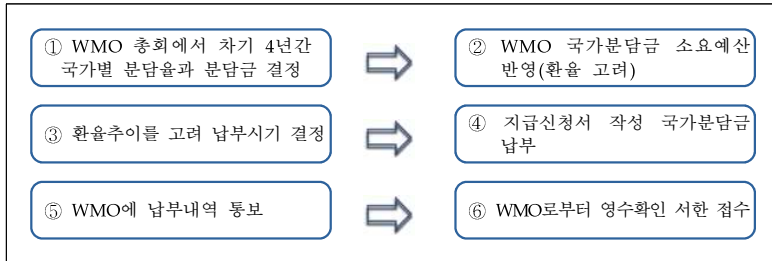 ① WMO 총회에서 차기 4년간
국가별 분담율과 분담금 결정
② WMO 국가분담금 소요예산
반영(환율 고려)
③ 환율추이를 고려 납부시기 결정
④ 지급신청서 작성 국가분담금
납부
⑤ WMO에 납부내역 통보
⑥ WMO로부터 영수확인 서한 접수